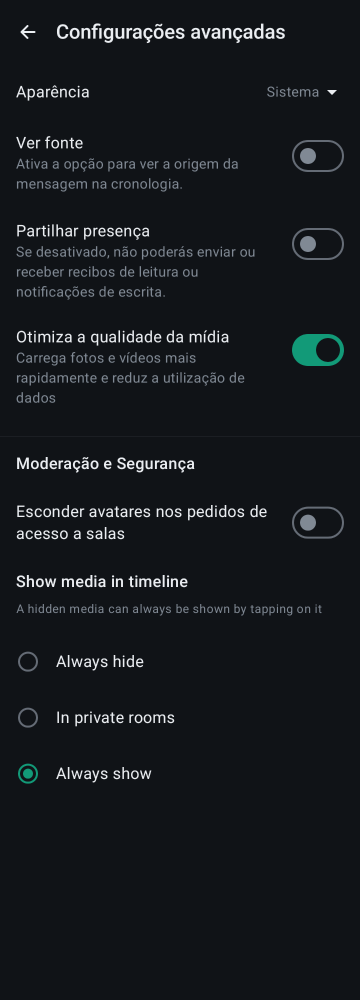 Configurações avançadas
Aparência
Sistema
Ver fonte
Ativa a opção para ver a origem da
mensagem na cronologia.
Partilhar presença
Se desativado, não poderás enviar ou
receber recibos de leitura ou
notificações de escrita.
Otimiza a qualidade da mídia
Carrega fotos e vídeos mais
rapidamente e reduz a utilização de
dados
Moderação e Segurança
Esconder avatares nos pedidos de
acesso a salas
Show media in timeline
A hidden media can always be shown by tapping on it
Always hide
In private rooms
Always show